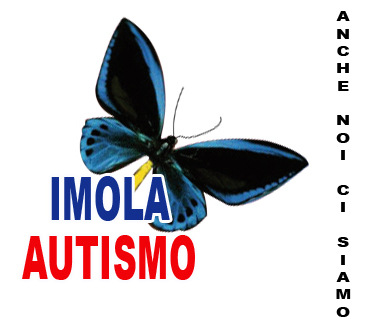 IMOLA
AUTISMO
ANCHE NOI CI SIAMO